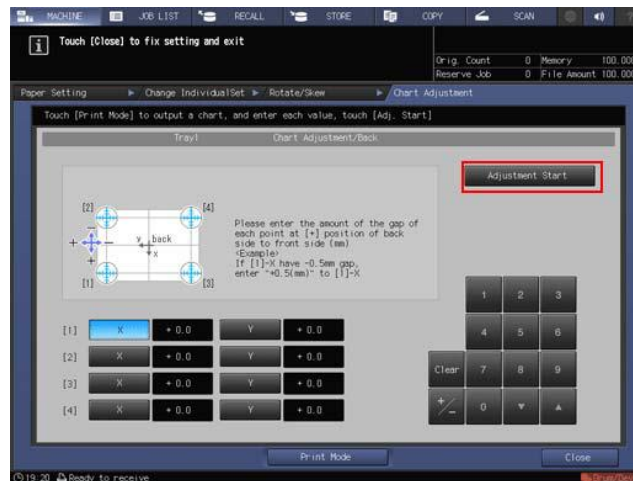 MACHINE JOB LIST RECALL STORE COPY SCAN
Touch [Close] to fix setting and exit
Orig. Count 0 Memory 100.00
Reserve Job 0 File Amount 100.00
Paper Setting Change IndividualSet Rotate/Skew Chart Adjustment
Touch [Print Mode] to output a chart, and enter each value, touch [Adj. Start]
Tray1 Chart Adjustment/Back
Adjustment Start
[2] [4]
+ - y back
x
+
[1] [3]
Please enter the amount of the gap of
each point at [+] position of back
side to front side (mm)
<Example>
If [1]-X have -0.5mm gap,
enter "+0.5(mm)" to [1]-X
1 2 3
[1] X + 0.0 Y + 0.0
4 5 6
[2] X + 0.0 Y + 0.0
Clear 7 8 9
[3] X + 0.0 Y + 0.0
+/- 0 ▼ ▲
[4] X + 0.0 Y + 0.0
Print Mode Close
19:20 Ready to receive